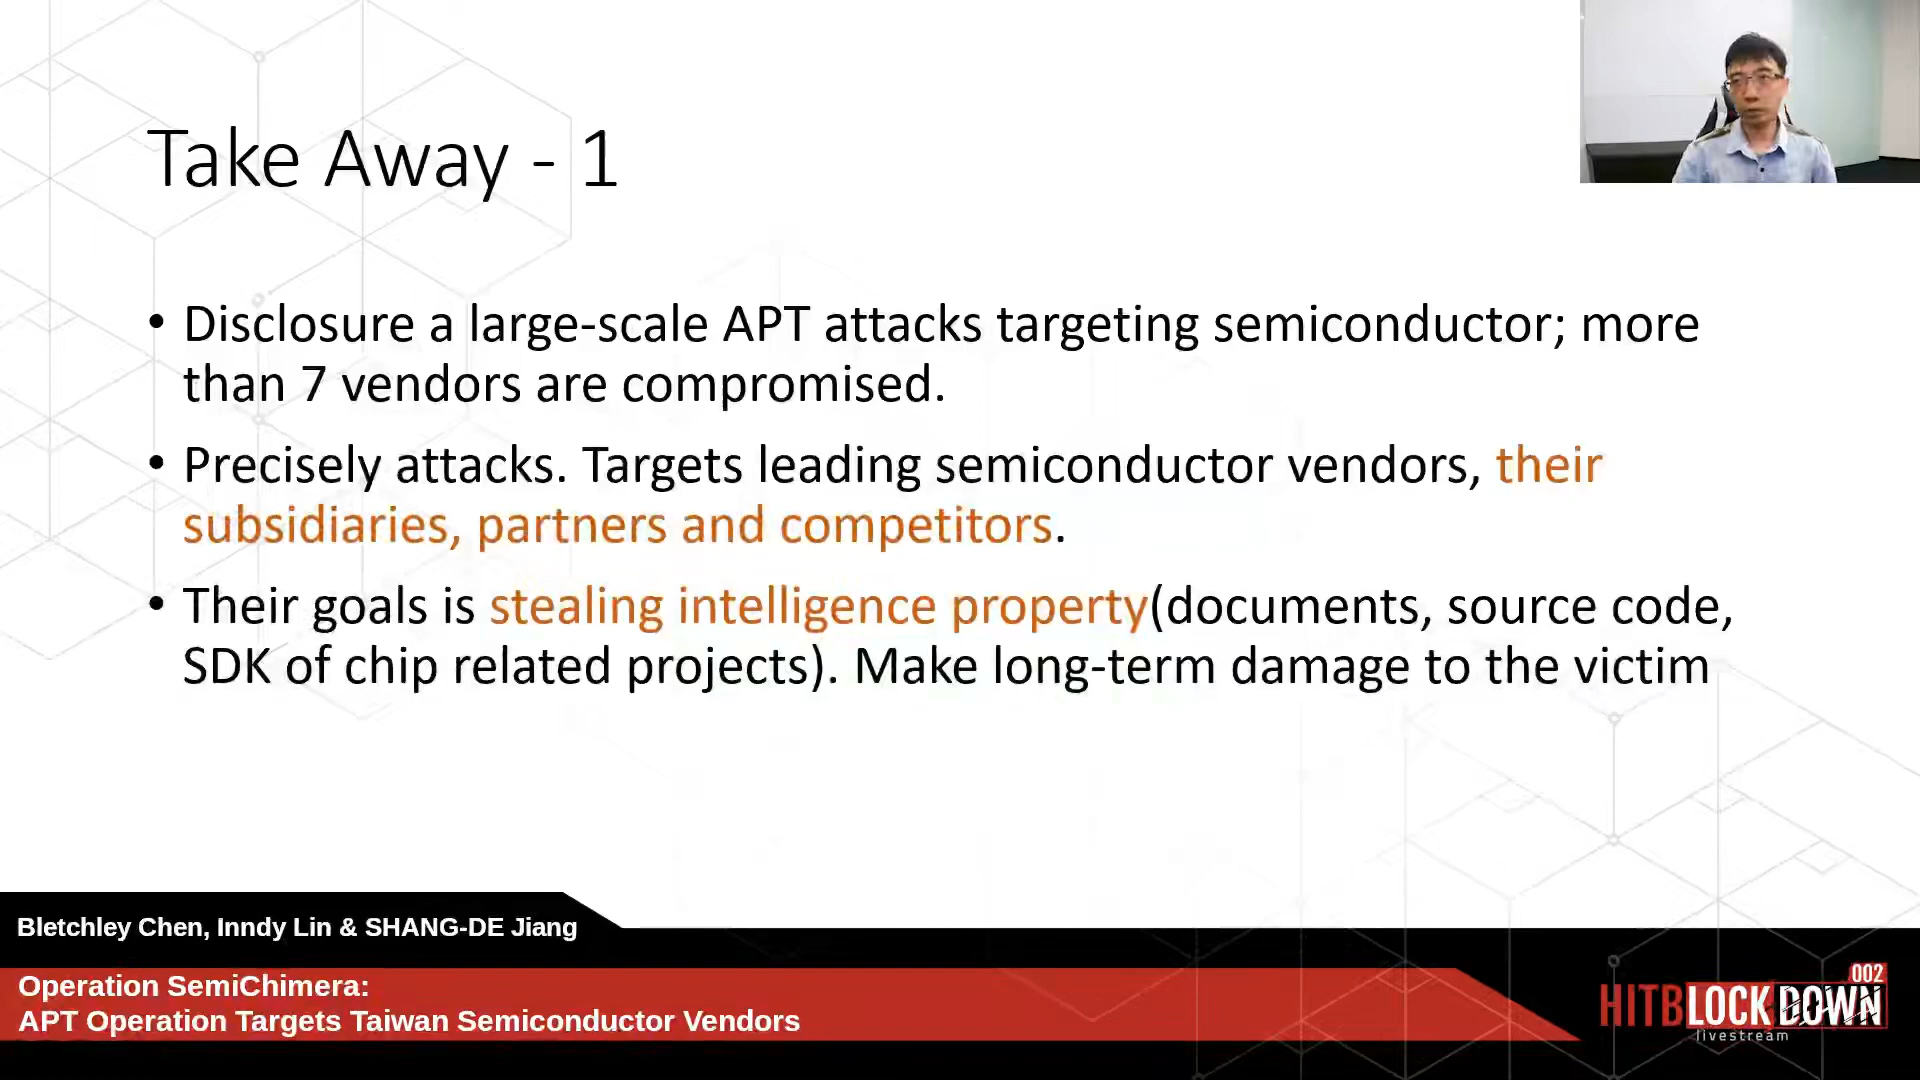 Take Away - 1
• Disclosure a large-scale APT attacks targeting semiconductor; more
than 7 vendors are compromised.
• Precisely attacks. Targets leading semiconductor vendors, their
subsidiaries, partners and competitors.
• Their goals is stealing intelligence property(documents, source code,
SDK of chip related projects). Make long-term damage to the victim
Bletchley Chen, Inndy Lin & SHANG-DE Jiang
Operation SemiChimera:
APT Operation Targets Taiwan Semiconductor Vendors
002
HITBLOCKDOWN
livestream